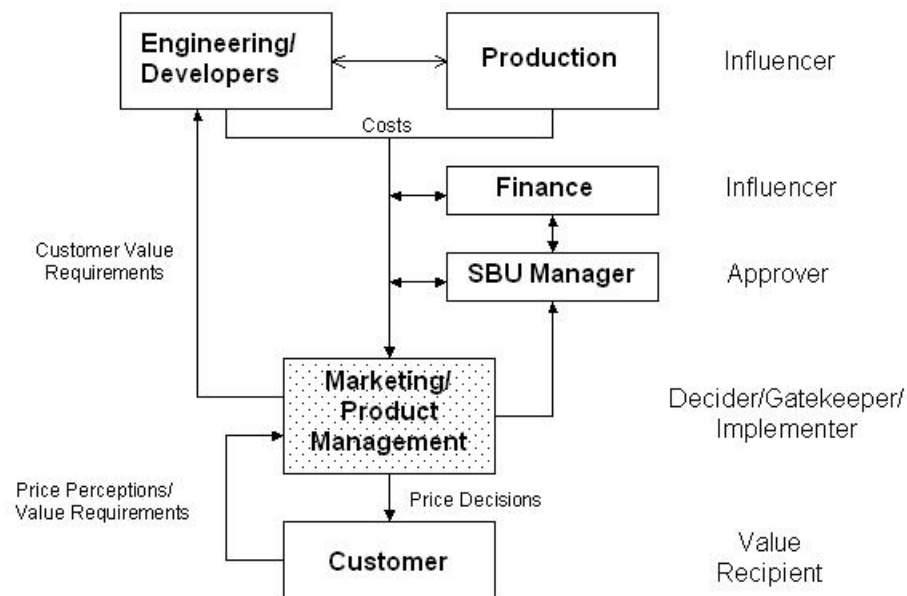 Engineering/
Developers
Production
Influencer
Costs
Finance
Influencer
Customer Value
Requirements
SBU Manager
Approver
Marketing/
Product
Management
Decider/Gatekeeper/
Implementer
Price Perceptions/
Value Requirements
Price Decisions
Customer
Value
Recipient